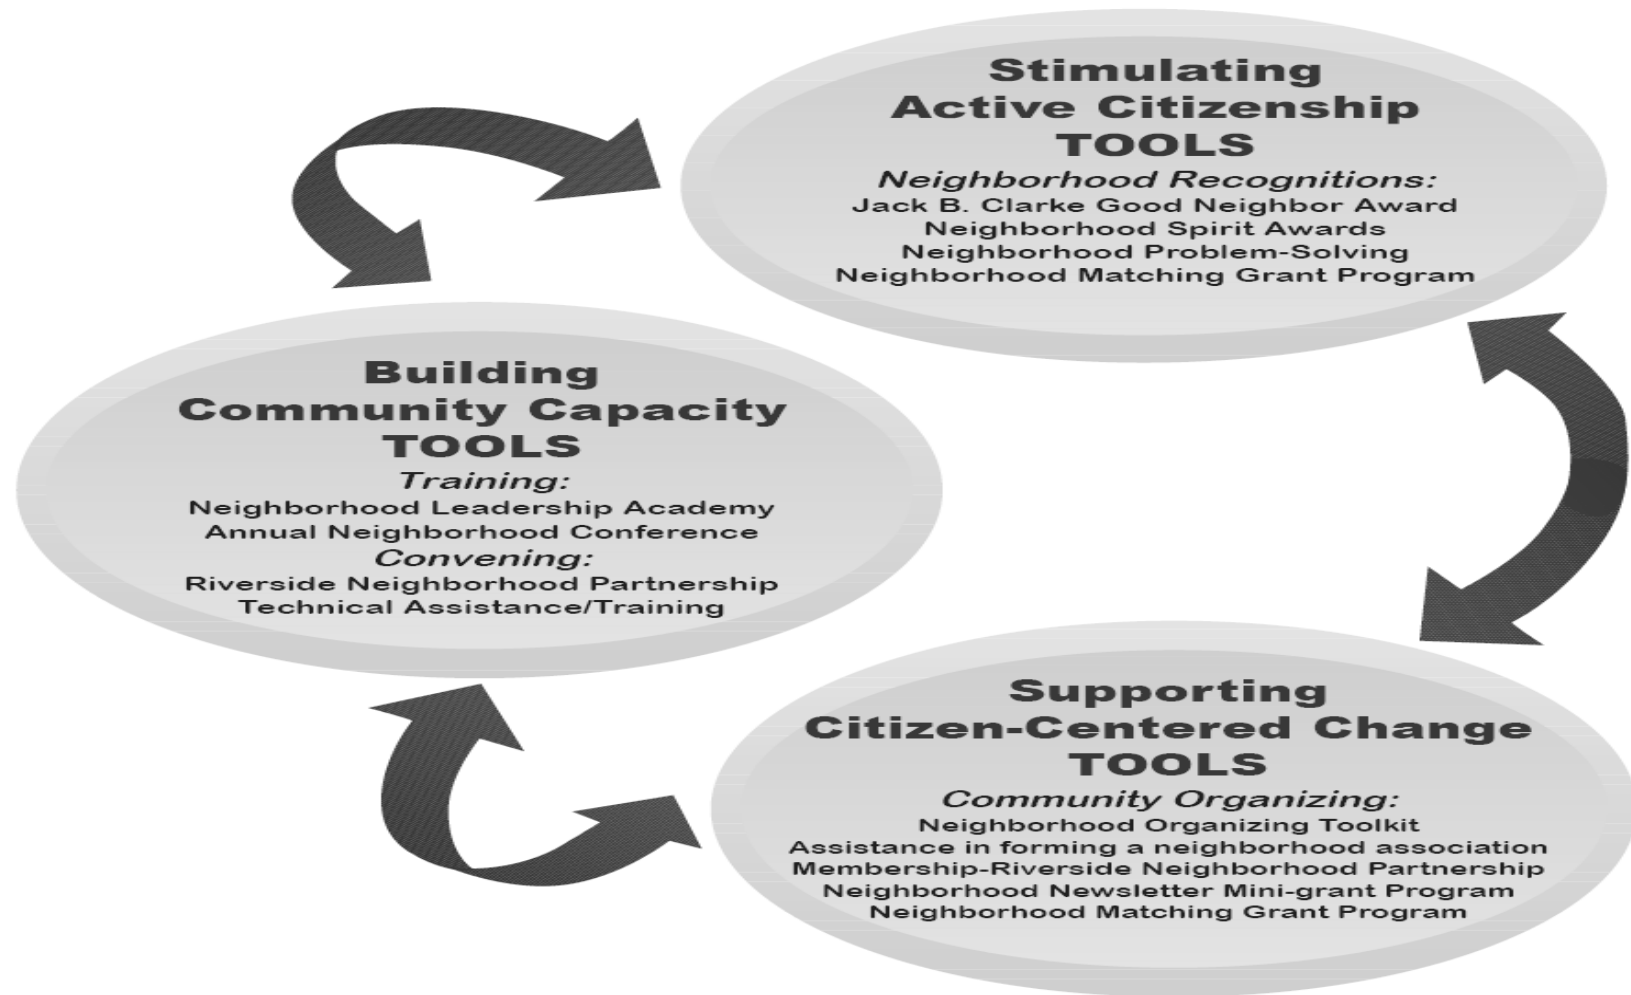 Stimulating
Active Citizenship
TOOLS
Neighborhood Recognitions:
Jack B. Clarke Good Neighbor Award
Neighborhood Spirit Awards
Neighborhood Problem-Solving
Neighborhood Matching Grant Program
Building
Community Capacity
TOOLS
Training:
Neighborhood Leadership Academy
Annual Neighborhood Conference
Convening:
Riverside Neighborhood Partnership
Technical Assistance/Training
Supporting
Citizen-Centered Change
TOOLS
Community Organizing:
Neighborhood Organizing Toolkit
Assistance in forming a neighborhood association
Membership-Riverside Neighborhood Partnership
Neighborhood Newsletter Mini-grant Program
Neighborhood Matching Grant Program